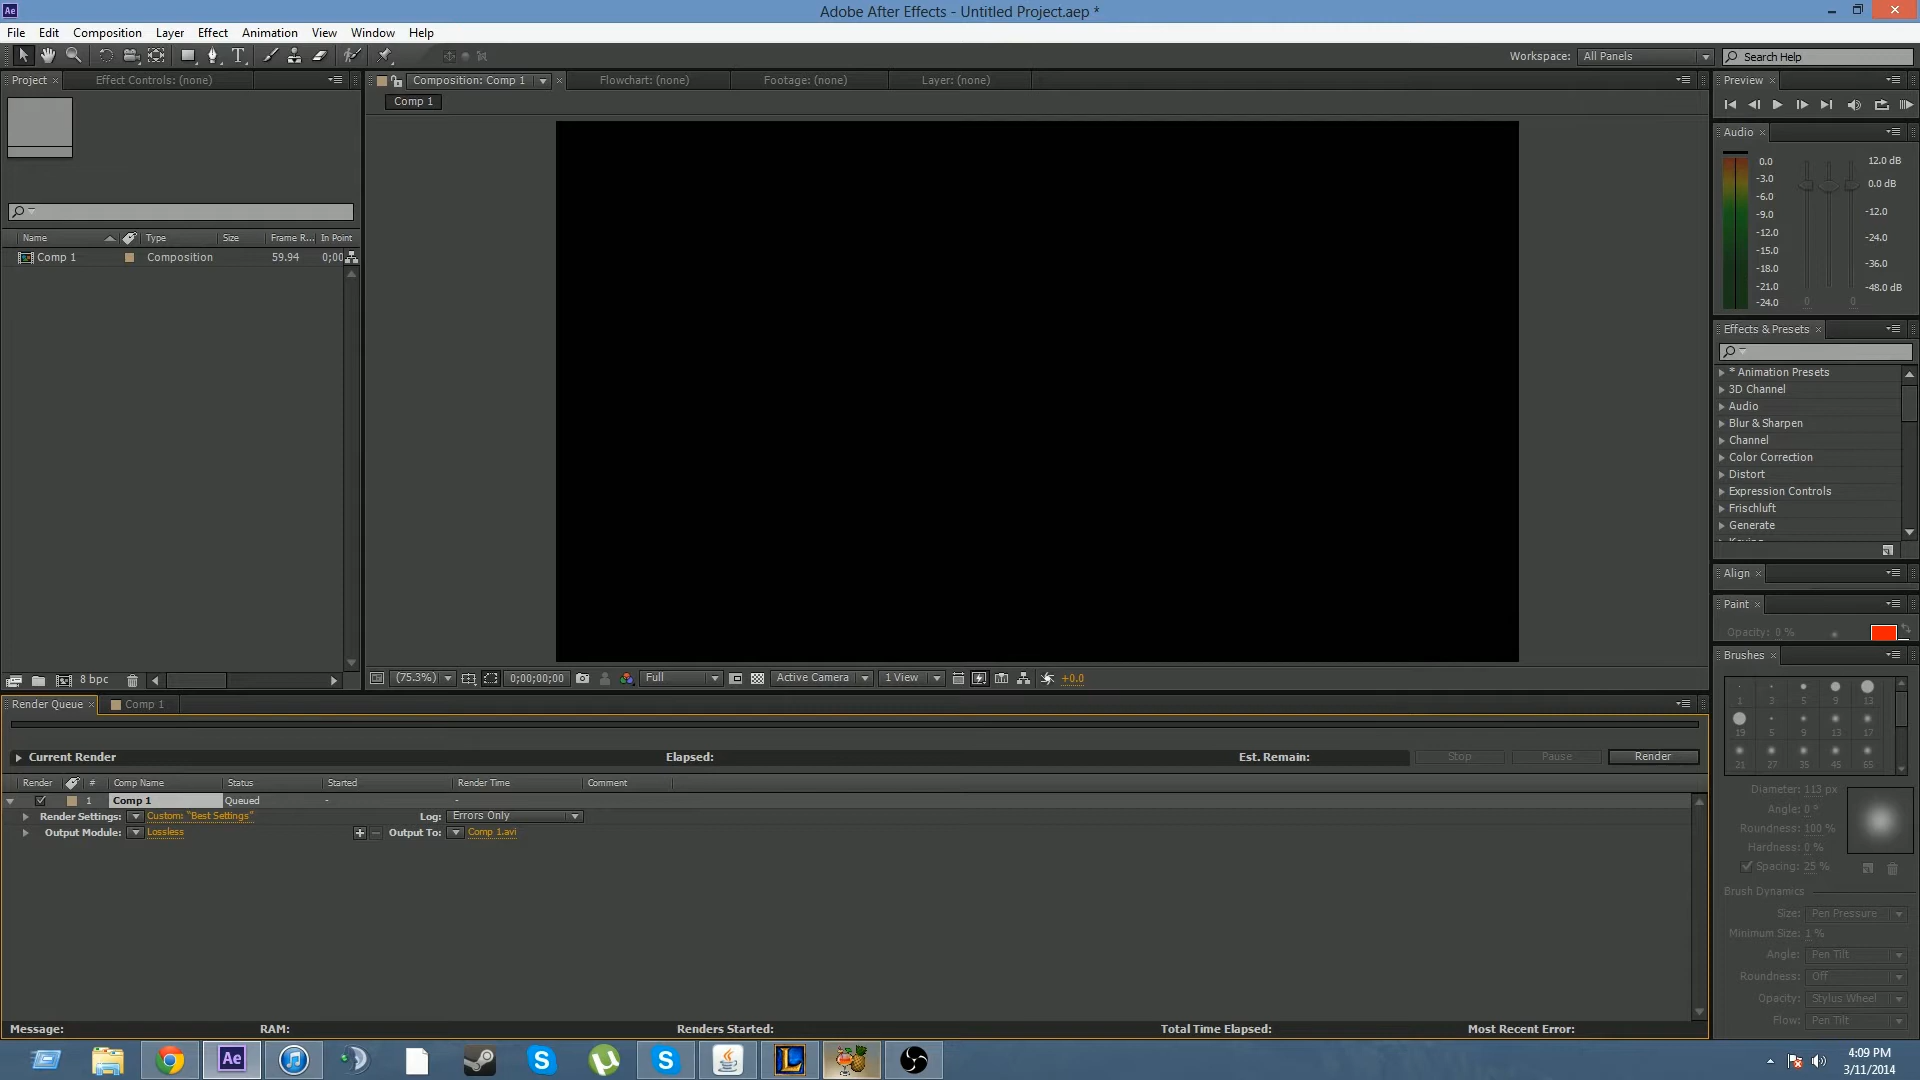 Adobe After Effects - Untitled Project.aep *
File Edit Composition Layer Effect Animation View Window Help
Workspace: All Panels Search Help
Project Effect Controls: (none)
Composition: Comp 1 Flowchart: (none) Footage: (none) Layer: (none)
Comp 1
Name Type Size Frame R... In Point
Comp 1 Composition 59.94 0;00
8 bpc
(75.3%) 0;00;00;00 Full Active Camera 1 View +0.0
Preview
Audio
0.0 12.0 dB
-3.0 0.0 dB
-6.0
-9.0 -12.0
-12.0
-15.0 -24.0
-18.0 -36.0
-21.0 -48.0 dB
-24.0 0 0
Effects & Presets
* Animation Presets
3D Channel
Audio
Blur & Sharpen
Channel
Color Correction
Distort
Expression Controls
Frischluft
Generate
Align
Paint
Opacity: 0 %
Brushes
1 3 5 9 13
19 5 9 13 17
21 27 35 45 65
Diameter: 113 px
Angle: 0 °
Roundness: 100 %
Hardness: 0 %
Spacing: 25 %
Brush Dynamics
Size: Pen Pressure
Minimum Size: 1 %
Angle: Pen Tilt
Roundness: Off
Opacity: Stylus Wheel
Flow: Pen Tilt
Render Queue Comp 1
Current Render Elapsed: Est. Remain: Stop Pause Render
Render # Comp Name Status Started Render Time Comment
1 Comp 1 Queued - -
Render Settings: Custom: "Best Settings" Log: Errors Only
Output Module: Lossless Output To: Comp 1.avi
Message: RAM: Renders Started: Total Time Elapsed: Most Recent Error:
Ae
4:09 PM
3/11/2014